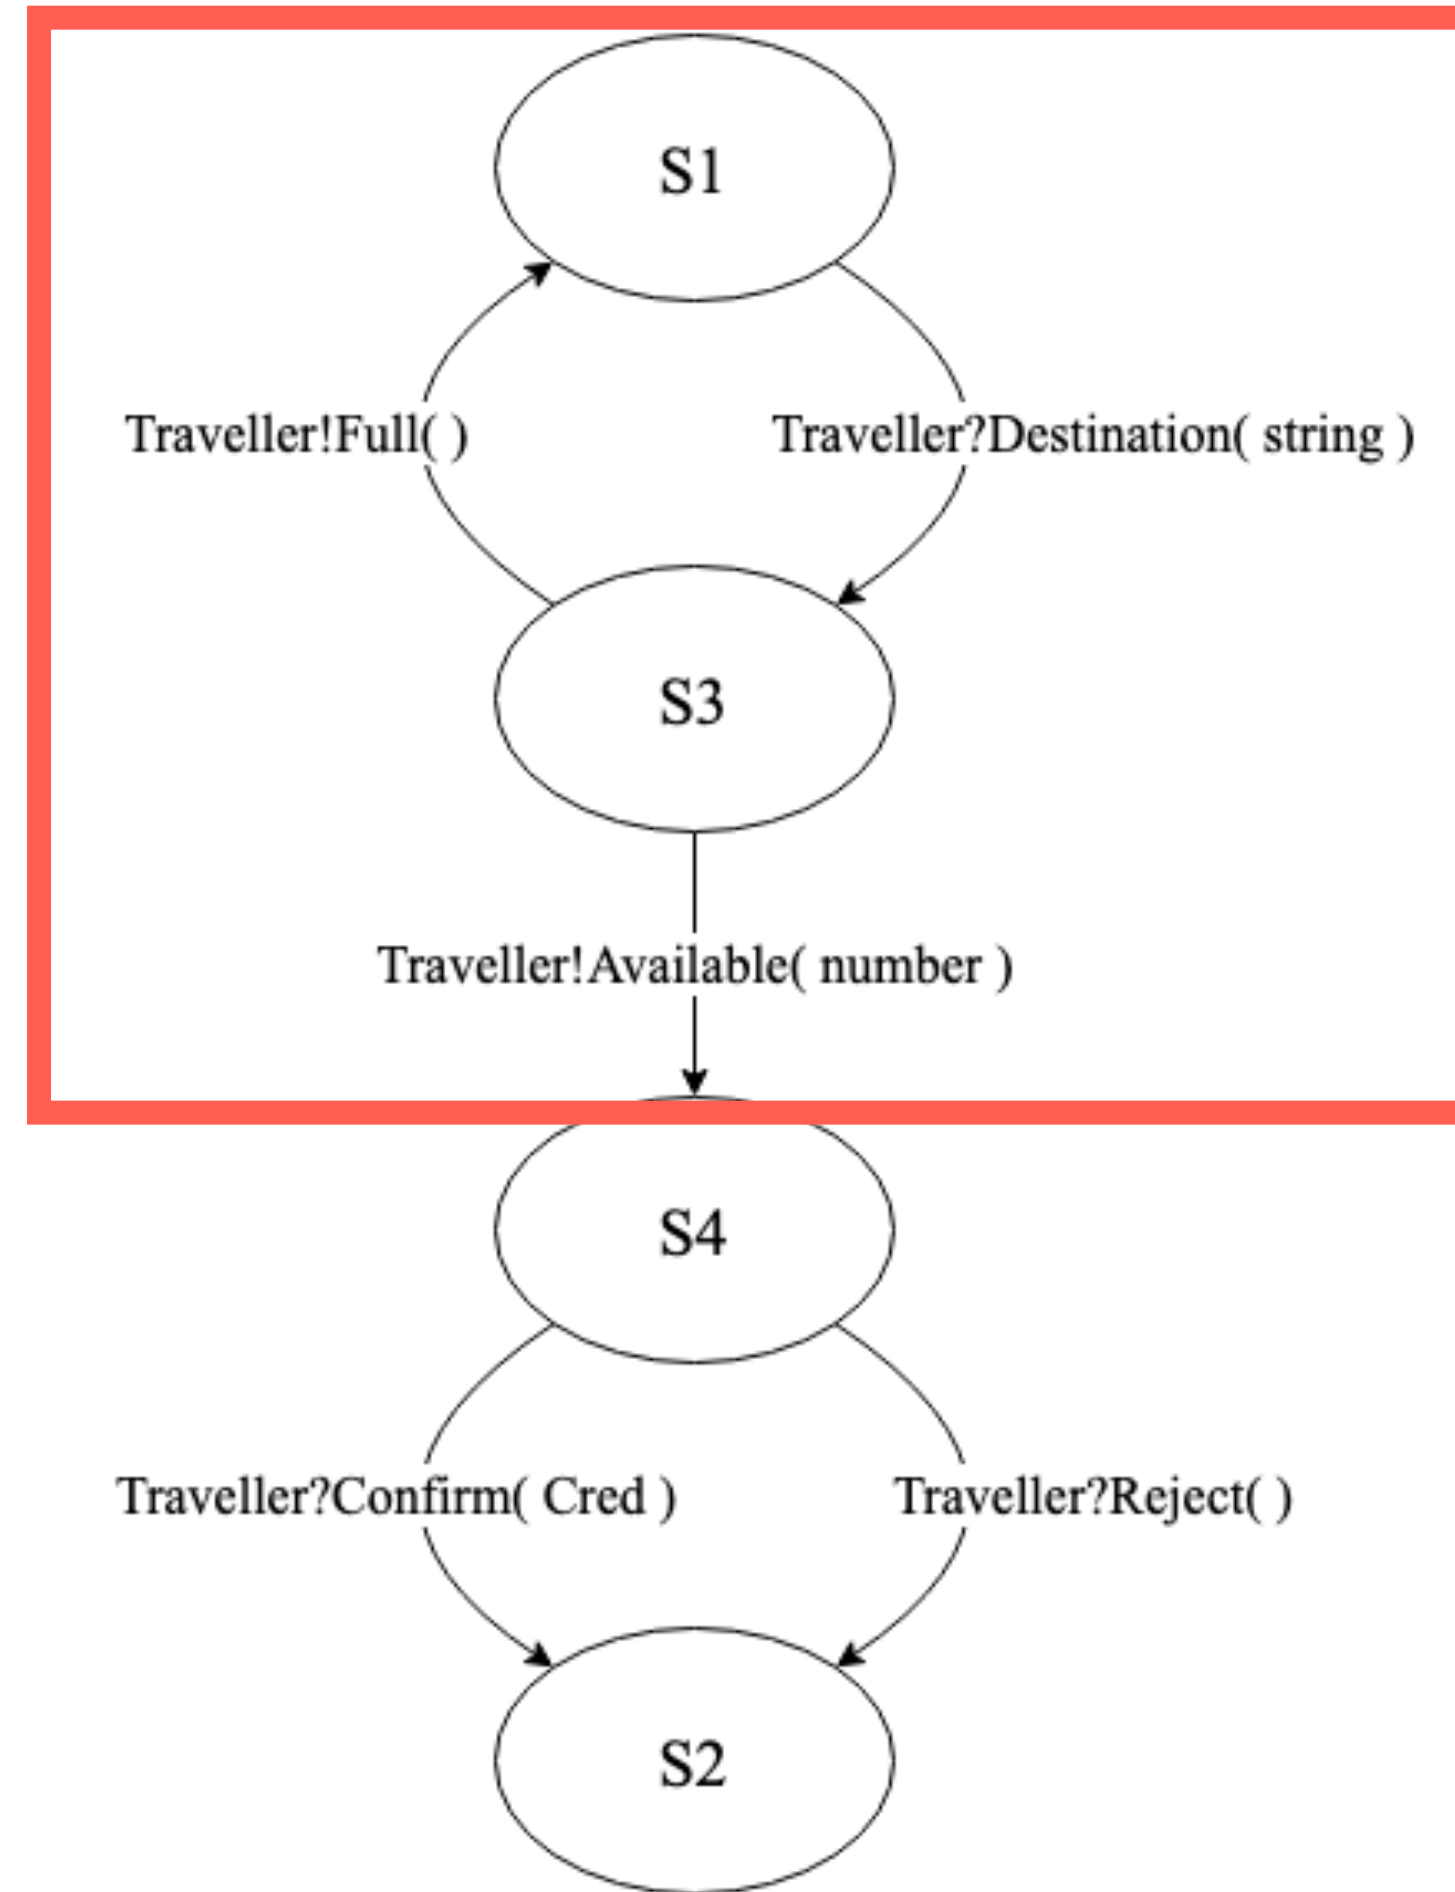 S1
Traveller!Full( )
Traveller?Destination( string )
S3
Traveller!Available( number )
S4
Traveller?Confirm( Cred )
Traveller?Reject( )
S2